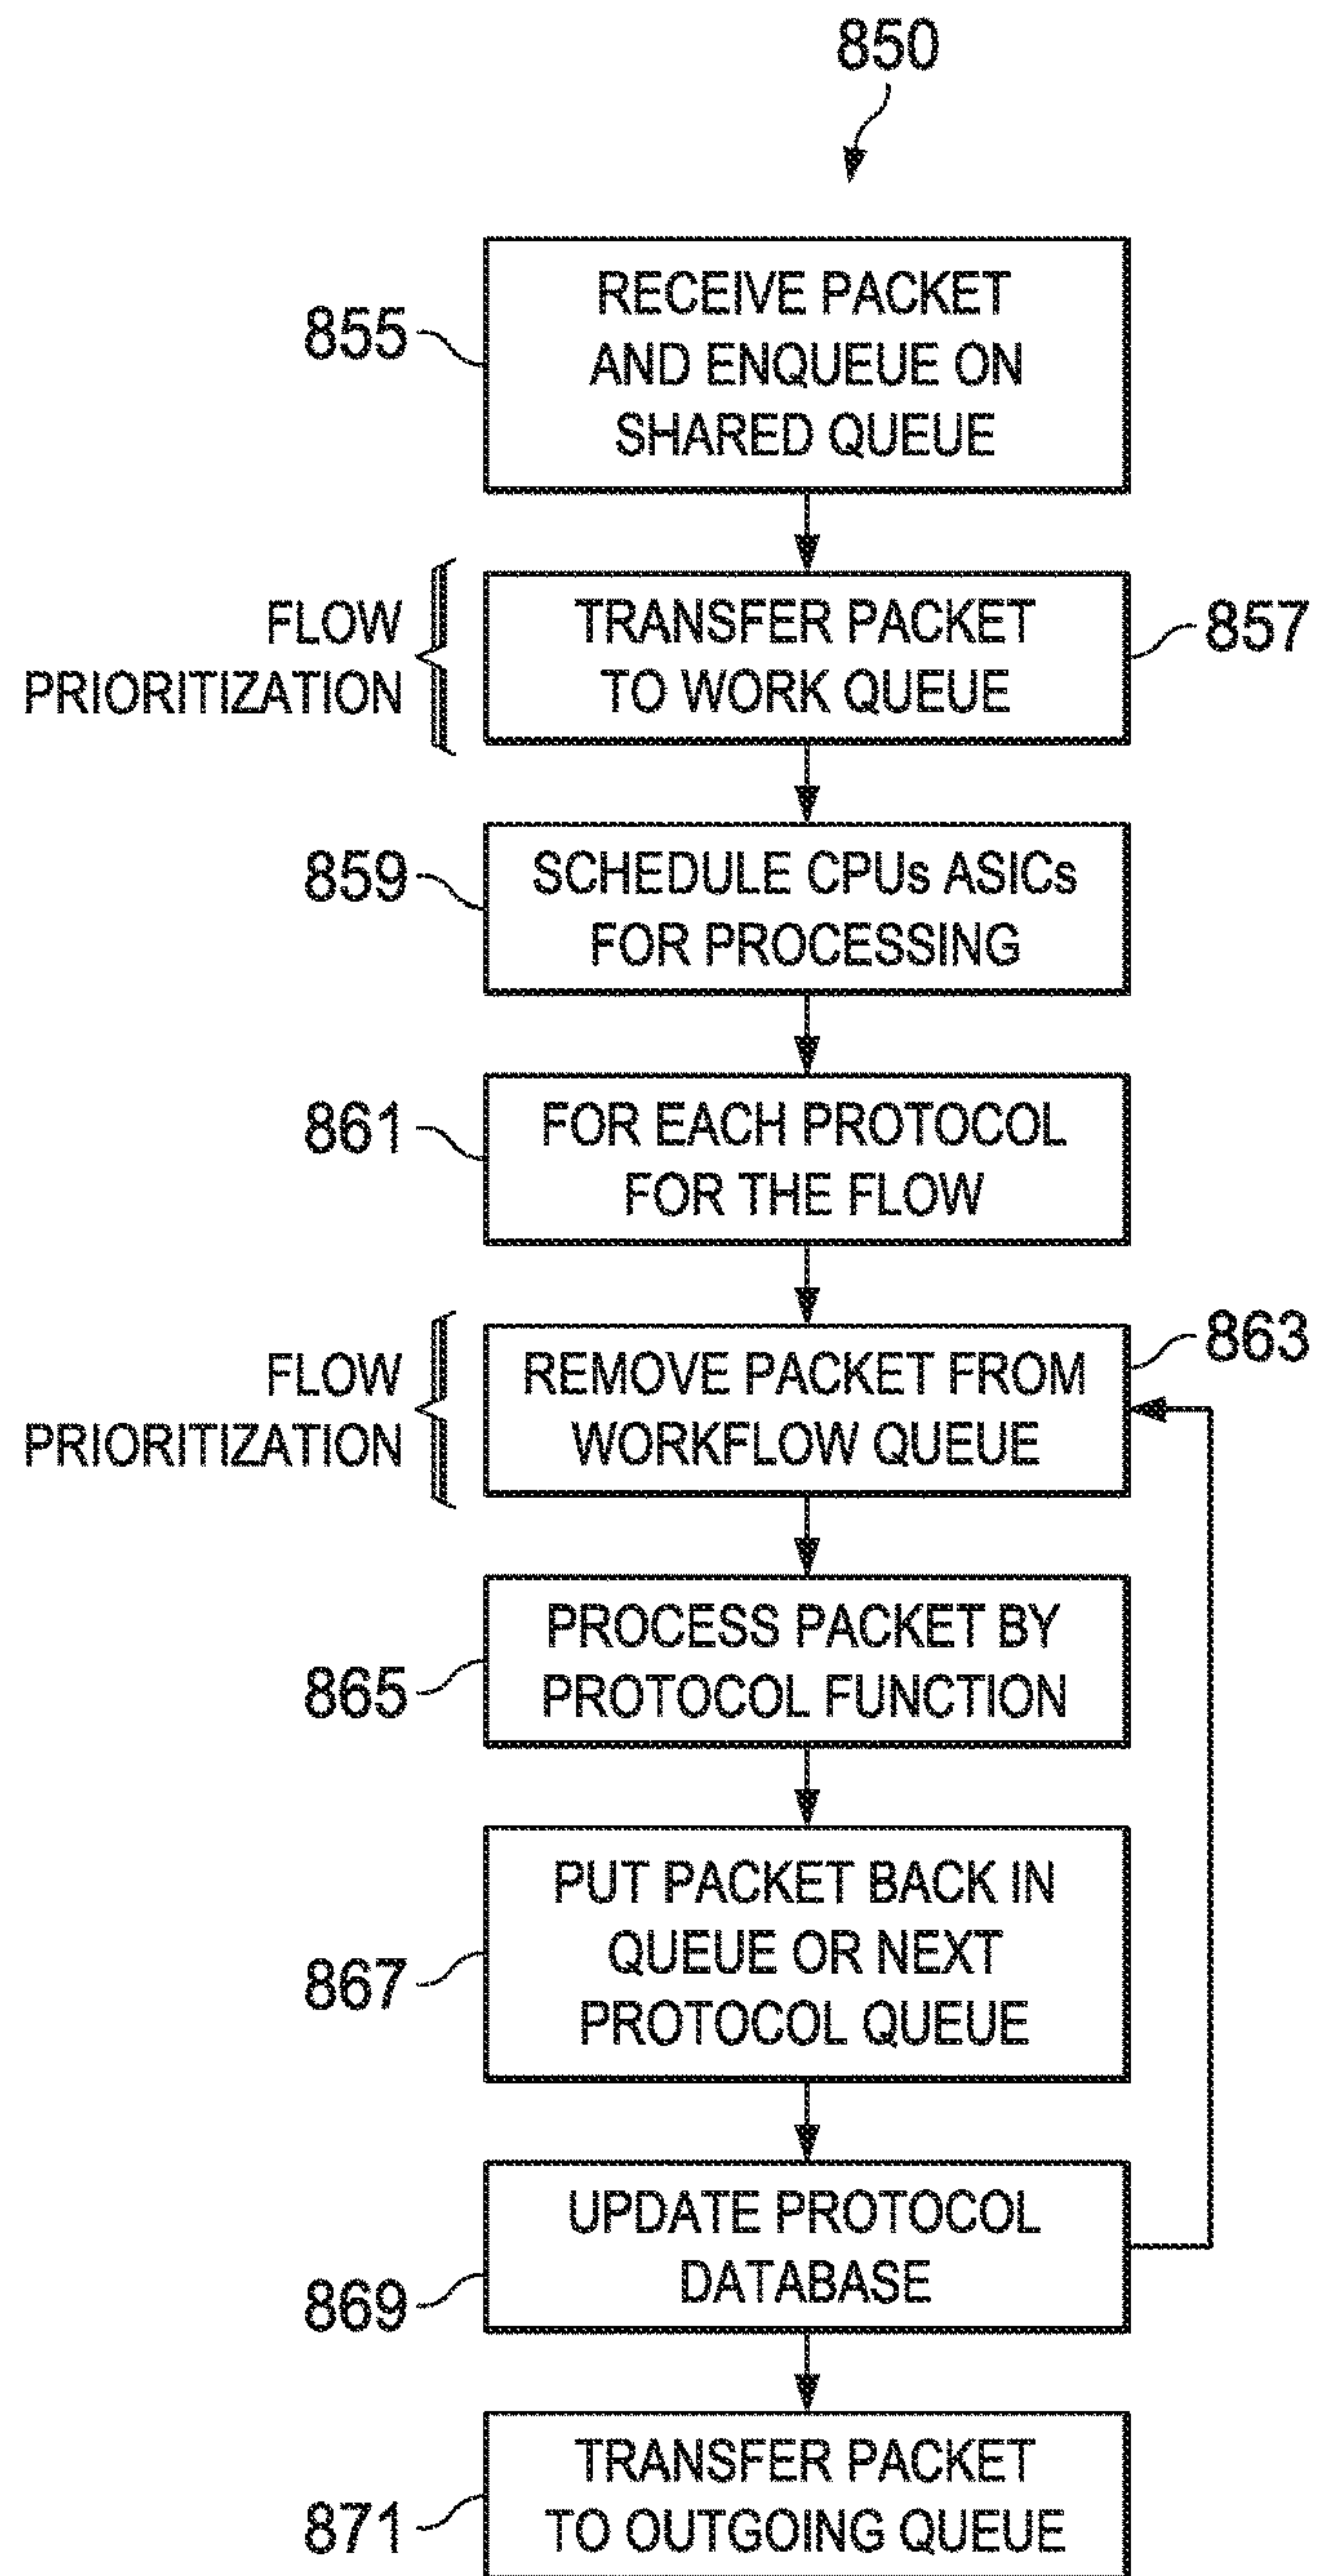 850
855
RECEIVE PACKET
AND ENQUEUE ON
SHARED QUEUE
FLOW
PRIORITIZATION
TRANSFER PACKET
TO WORK QUEUE
857
859
SCHEDULE CPUs ASICs
FOR PROCESSING
861
FOR EACH PROTOCOL
FOR THE FLOW
FLOW
PRIORITIZATION
REMOVE PACKET FROM
WORKFLOW QUEUE
863
865
PROCESS PACKET BY
PROTOCOL FUNCTION
867
PUT PACKET BACK IN
QUEUE OR NEXT
PROTOCOL QUEUE
869
UPDATE PROTOCOL
DATABASE
871
TRANSFER PACKET
TO OUTGOING QUEUE